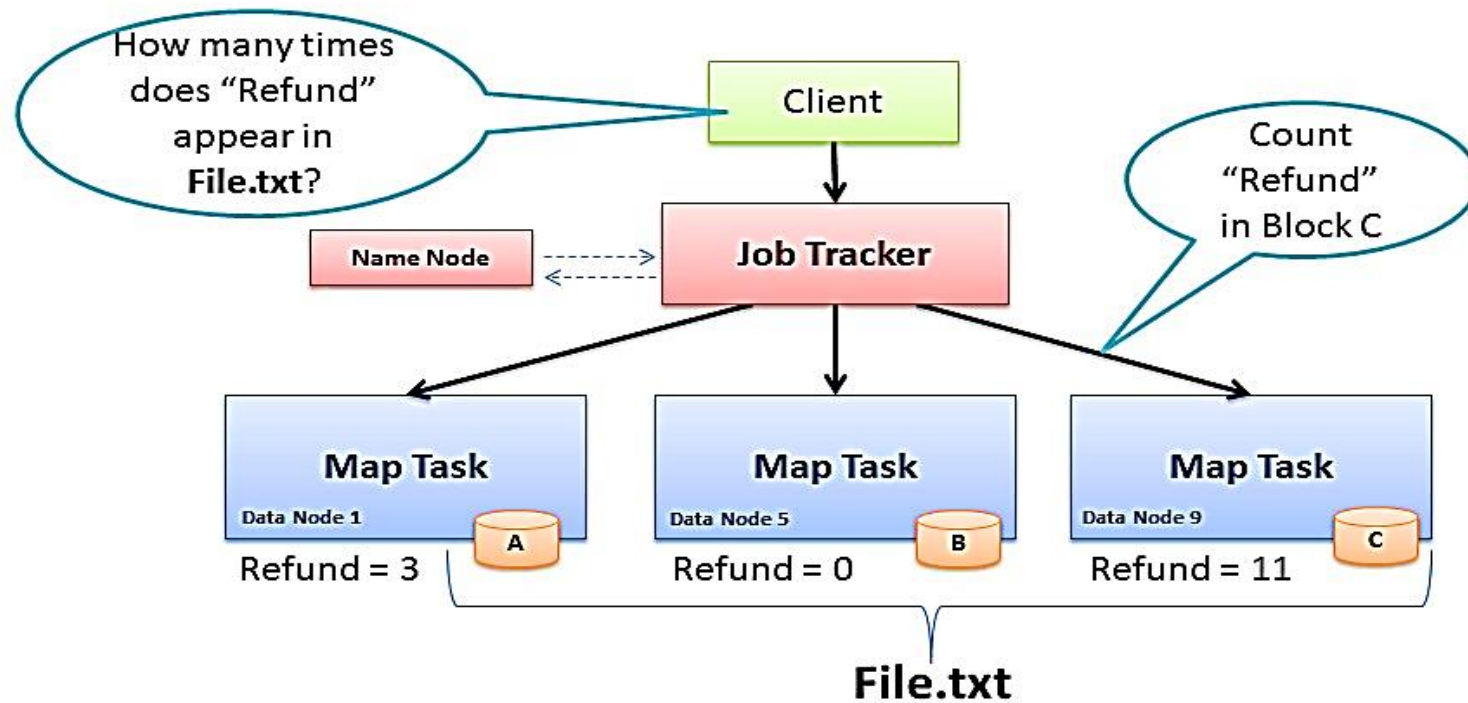 How many times
does “Refund”
appear in
File.txt?
Client
Count
“Refund”
in Block C
Name Node
Job Tracker
Map Task
Data Node 1
A
Refund = 3
Map Task
Data Node 5
B
Refund = 0
Map Task
Data Node 9
C
Refund = 11
File.txt